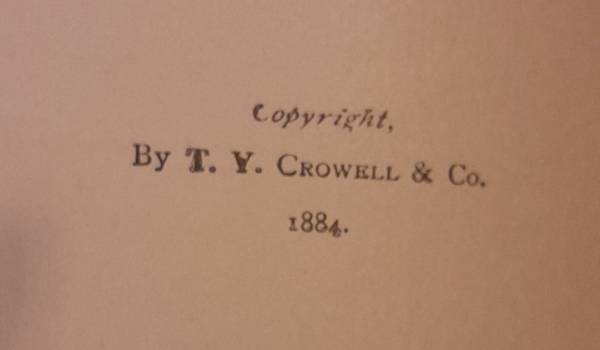 Copyright,
By T. Y. Crowell & Co.
1884.